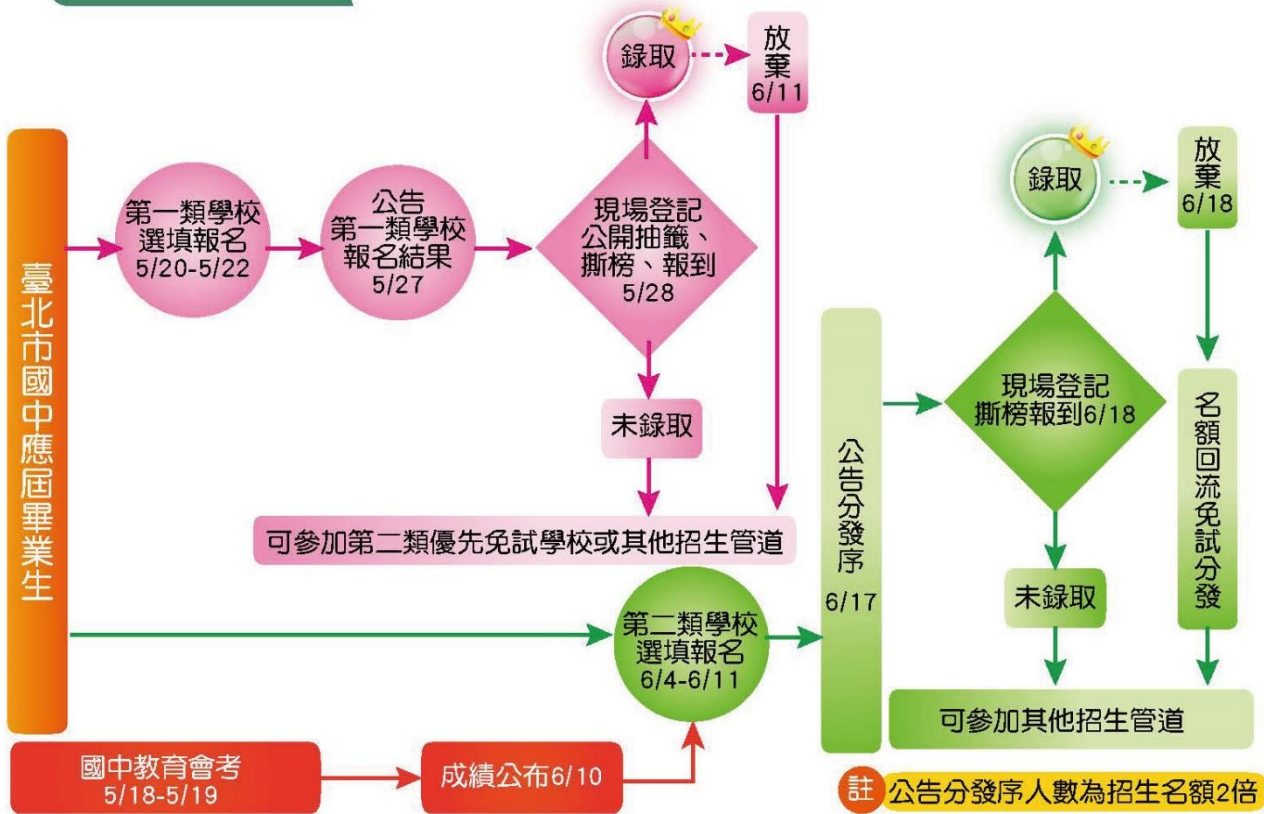 錄取
放棄
6/11
第一類學校
選填報名
5/20-5/22
公告
第一類學校
報名結果
5/27
現場登記
公開抽籤、
撕榜、報到
5/28
未錄取
可參加第二類優先免試學校或其他招生管道
臺北市國中應屆畢業生
第二類學校
選填報名
6/4-6/11
國中教育會考
5/18-5/19
成績公布6/10
公告分發序
6/17
錄取
放棄
6/18
現場登記
撕榜報到6/18
名額回流免試分發
未錄取
可參加其他招生管道
註 公告分發序人數為招生名額2倍